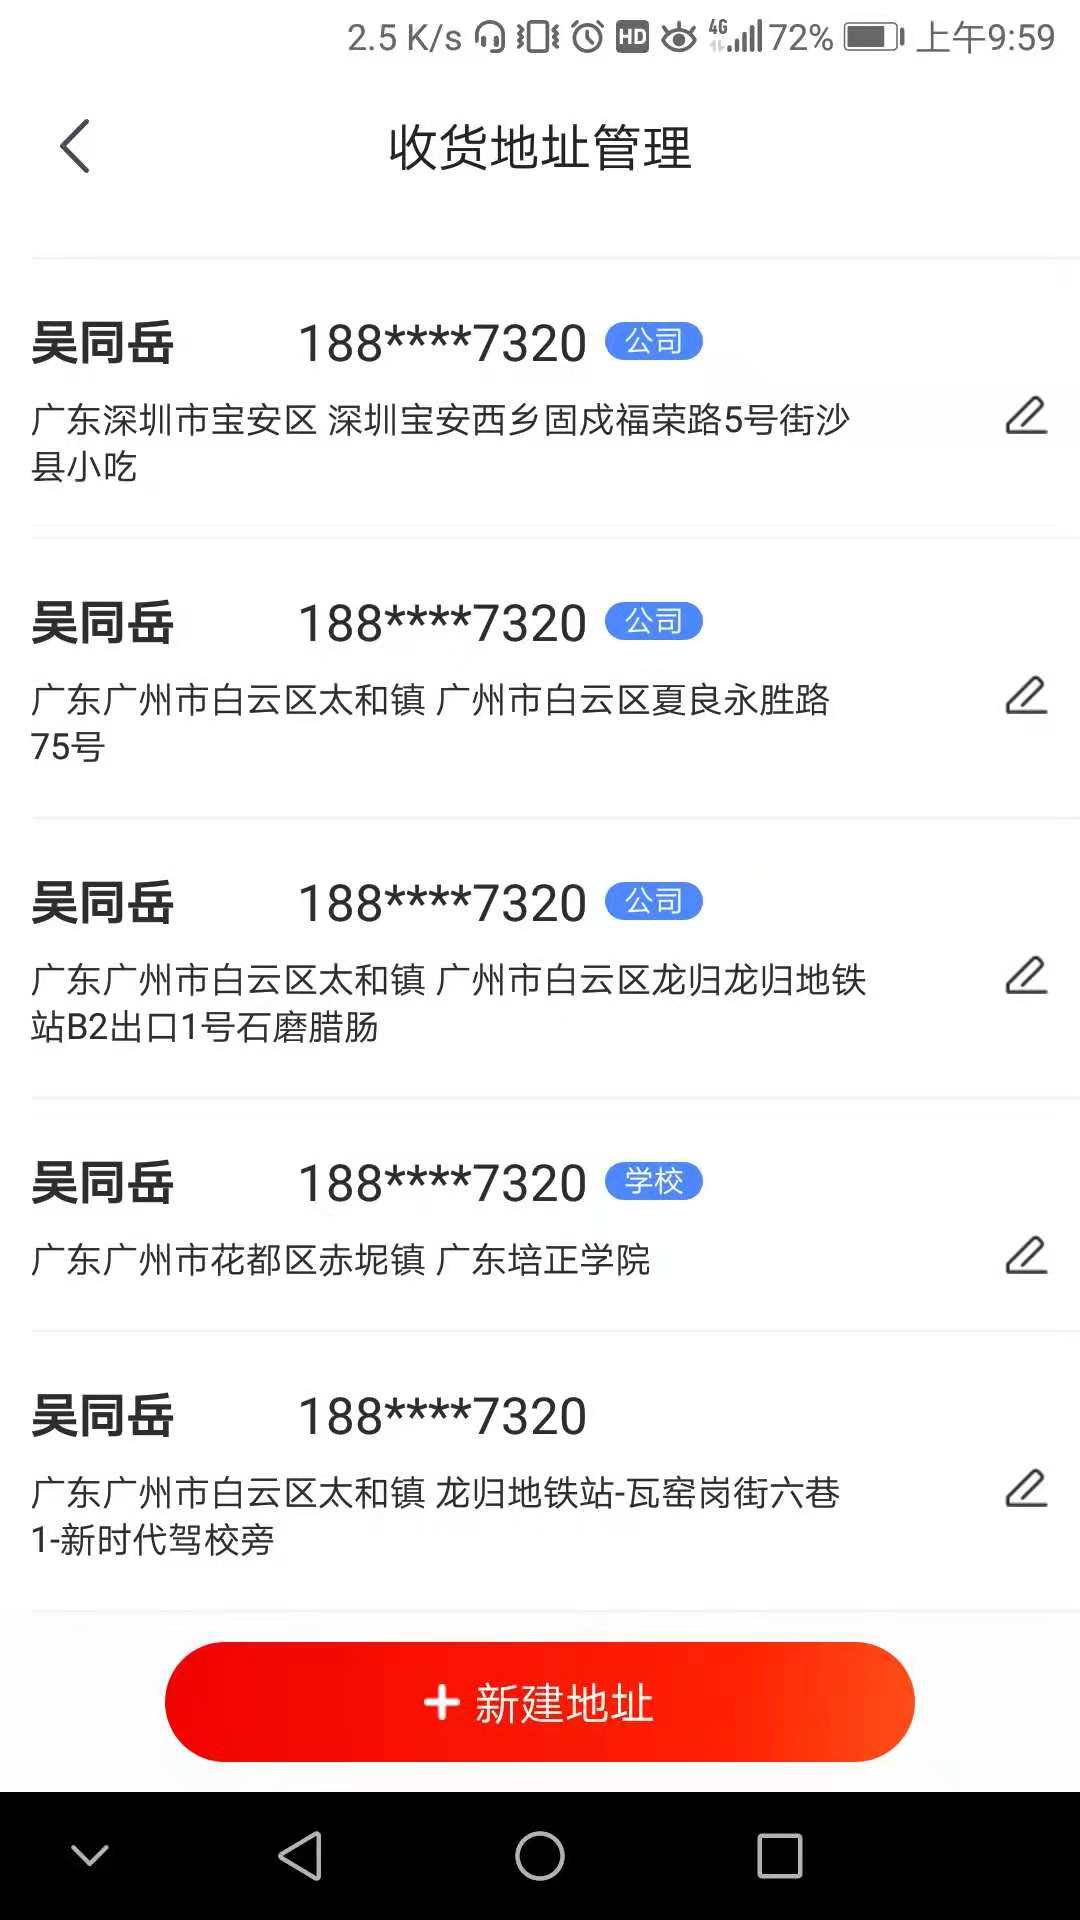 2.5 K/s HD 4G 72% 上午9:59
收货地址管理
吴同岳 188****7320 公司
广东深圳市宝安区 深圳宝安西乡固戍福荣路5号街沙
县小吃
吴同岳 188****7320 公司
广东广州市白云区太和镇 广州市白云区夏良永胜路
75号
吴同岳 188****7320 公司
广东广州市白云区太和镇 广州市白云区龙归龙归地铁
站B2出口1号石磨腊肠
吴同岳 188****7320 学校
广东广州市花都区赤坭镇 广东培正学院
吴同岳 188****7320
广东广州市白云区太和镇 龙归地铁站-瓦窑岗街六巷
1-新时代驾校旁
+ 新建地址